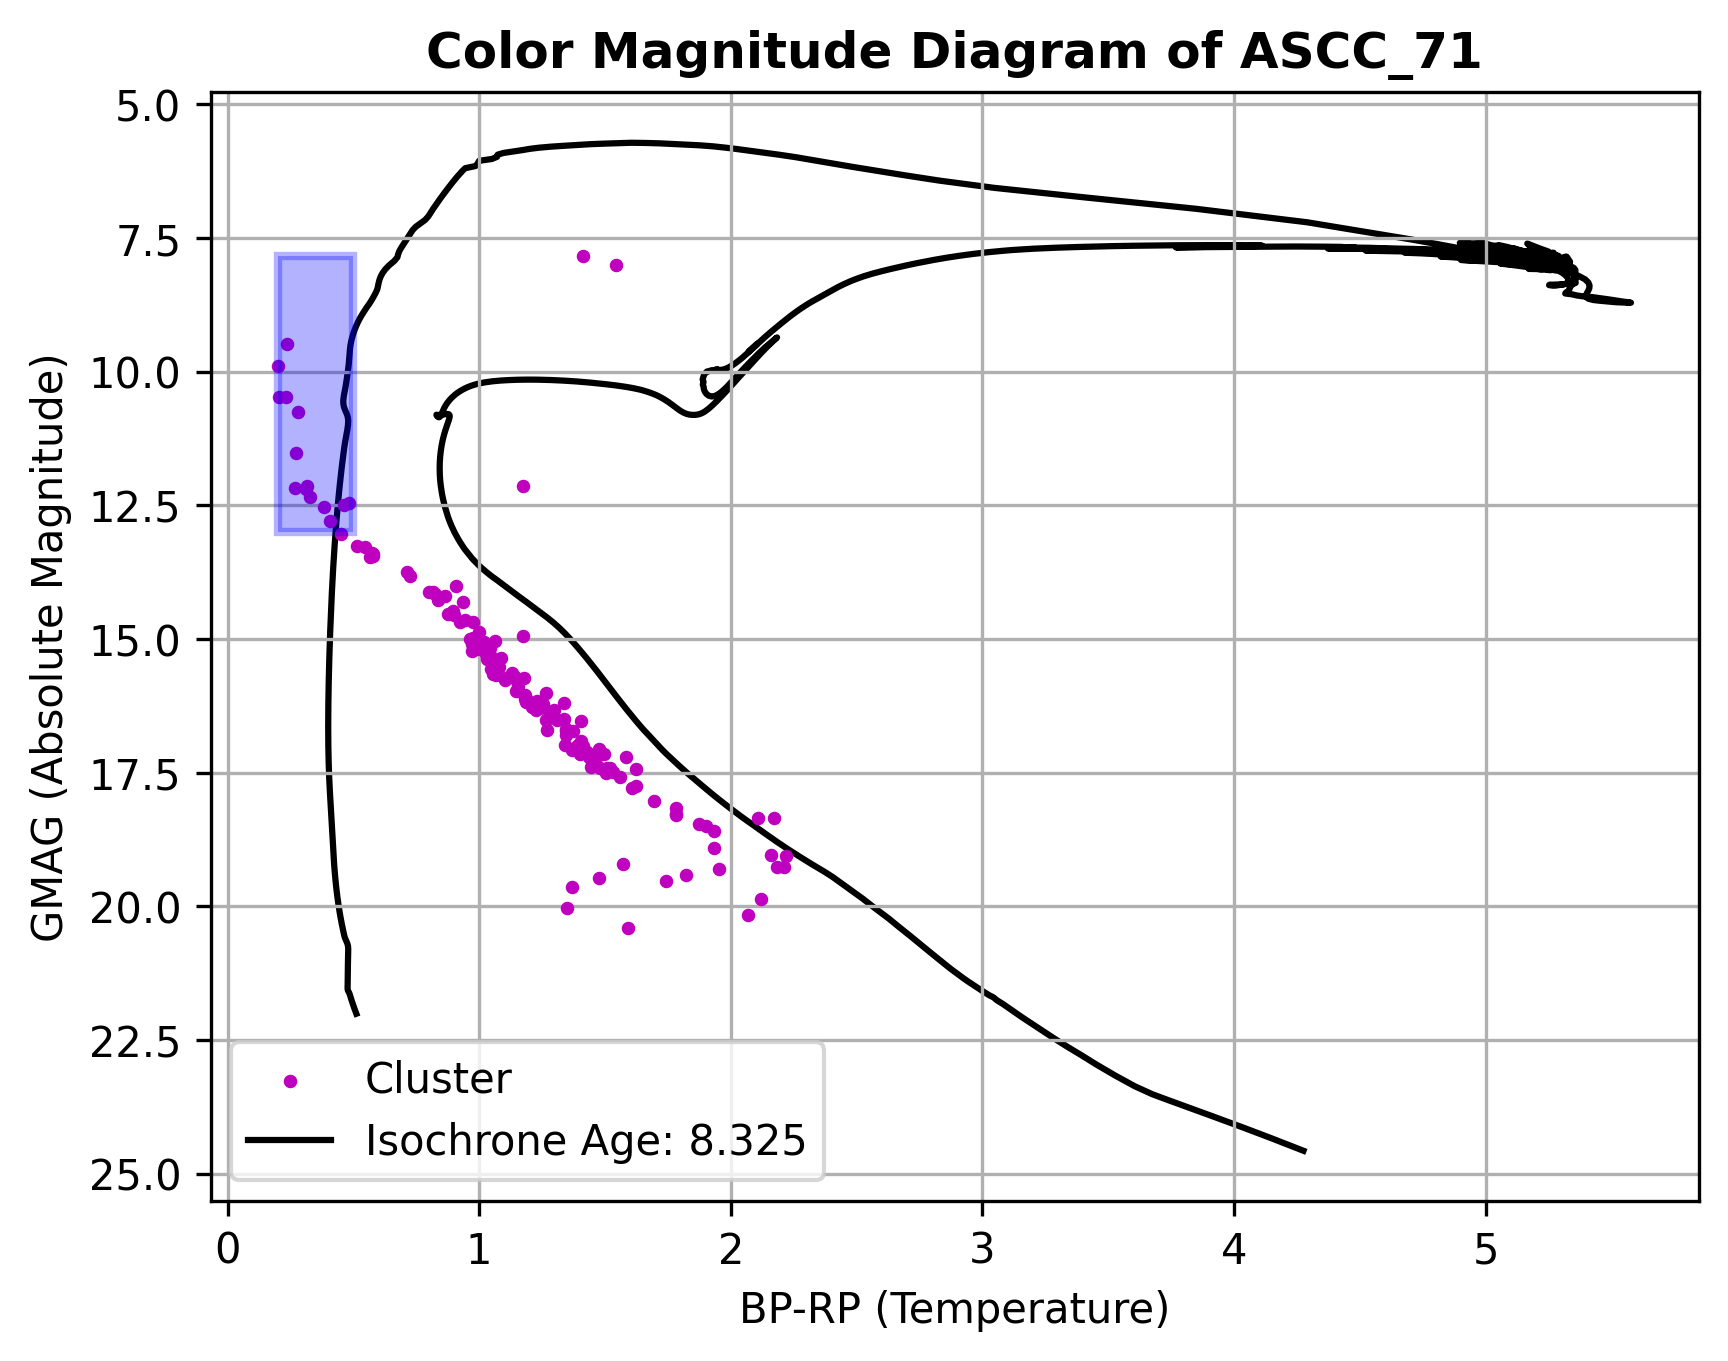 Color Magnitude Diagram of ASCC_71
GMAG (Absolute Magnitude)
5.0
7.5
10.0
12.5
15.0
17.5
20.0
22.5
25.0
Cluster
Isochrone Age: 8.325
0 1 2 3 4 5
BP-RP (Temperature)